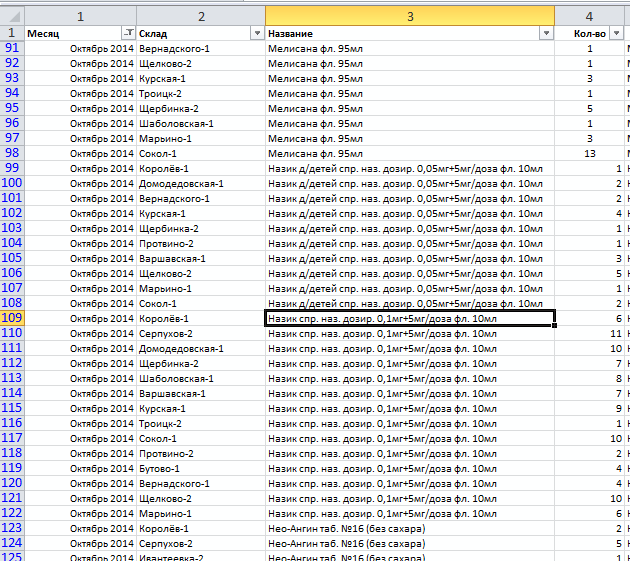 1 2 3 4
1 Месяц Склад Название Кол-во
91 Октябрь 2014 Вернадского-1 Мелисана фл. 95мл 1
92 Октябрь 2014 Щелково-2 Мелисана фл. 95мл 1
93 Октябрь 2014 Курская-1 Мелисана фл. 95мл 3
94 Октябрь 2014 Троицк-2 Мелисана фл. 95мл 1
95 Октябрь 2014 Щербинка-2 Мелисана фл. 95мл 5
96 Октябрь 2014 Шаболовская-1 Мелисана фл. 95мл 1
97 Октябрь 2014 Марьино-1 Мелисана фл. 95мл 3
98 Октябрь 2014 Сокол-1 Мелисана фл. 95мл 13
99 Октябрь 2014 Королёв-1 Назик д/детей спр. наз. дозир. 0,05мг+5мг/доза фл. 10мл 1
100 Октябрь 2014 Домодедовская-1 Назик д/детей спр. наз. дозир. 0,05мг+5мг/доза фл. 10мл 2
101 Октябрь 2014 Вернадского-1 Назик д/детей спр. наз. дозир. 0,05мг+5мг/доза фл. 10мл 2
102 Октябрь 2014 Курская-1 Назик д/детей спр. наз. дозир. 0,05мг+5мг/доза фл. 10мл 4
103 Октябрь 2014 Щербинка-2 Назик д/детей спр. наз. дозир. 0,05мг+5мг/доза фл. 10мл 1
104 Октябрь 2014 Протвино-2 Назик д/детей спр. наз. дозир. 0,05мг+5мг/доза фл. 10мл 1
105 Октябрь 2014 Варшавская-1 Назик д/детей спр. наз. дозир. 0,05мг+5мг/доза фл. 10мл 3
106 Октябрь 2014 Щелково-2 Назик д/детей спр. наз. дозир. 0,05мг+5мг/доза фл. 10мл 5
107 Октябрь 2014 Марьино-1 Назик д/детей спр. наз. дозир. 0,05мг+5мг/доза фл. 10мл 1
108 Октябрь 2014 Сокол-1 Назик д/детей спр. наз. дозир. 0,05мг+5мг/доза фл. 10мл 2
109 Октябрь 2014 Королёв-1 Назик спр. наз. дозир. 0,1мг+5мг/доза фл. 10мл 6
110 Октябрь 2014 Серпухов-2 Назик спр. наз. дозир. 0,1мг+5мг/доза фл. 10мл 11
111 Октябрь 2014 Домодедовская-1 Назик спр. наз. дозир. 0,1мг+5мг/доза фл. 10мл 10
112 Октябрь 2014 Щербинка-2 Назик спр. наз. дозир. 0,1мг+5мг/доза фл. 10мл 7
113 Октябрь 2014 Шаболовская-1 Назик спр. наз. дозир. 0,1мг+5мг/доза фл. 10мл 8
114 Октябрь 2014 Варшавская-1 Назик спр. наз. дозир. 0,1мг+5мг/доза фл. 10мл 7
115 Октябрь 2014 Курская-1 Назик спр. наз. дозир. 0,1мг+5мг/доза фл. 10мл 9
116 Октябрь 2014 Троицк-2 Назик спр. наз. дозир. 0,1мг+5мг/доза фл. 10мл 1
117 Октябрь 2014 Сокол-1 Назик спр. наз. дозир. 0,1мг+5мг/доза фл. 10мл 10
118 Октябрь 2014 Протвино-2 Назик спр. наз. дозир. 0,1мг+5мг/доза фл. 10мл 2
119 Октябрь 2014 Бутово-1 Назик спр. наз. дозир. 0,1мг+5мг/доза фл. 10мл 4
120 Октябрь 2014 Вернадского-1 Назик спр. наз. дозир. 0,1мг+5мг/доза фл. 10мл 4
121 Октябрь 2014 Щелково-2 Назик спр. наз. дозир. 0,1мг+5мг/доза фл. 10мл 10
122 Октябрь 2014 Марьино-1 Назик спр. наз. дозир. 0,1мг+5мг/доза фл. 10мл 6
123 Октябрь 2014 Королёв-1 Нео-Ангин таб. №16 (без сахара) 2
124 Октябрь 2014 Серпухов-2 Нео-Ангин таб. №16 (без сахара) 5
125 Октябрь 2014 Ивантеевка-2 Нео-Ангин таб. №16 (без сахара) 1